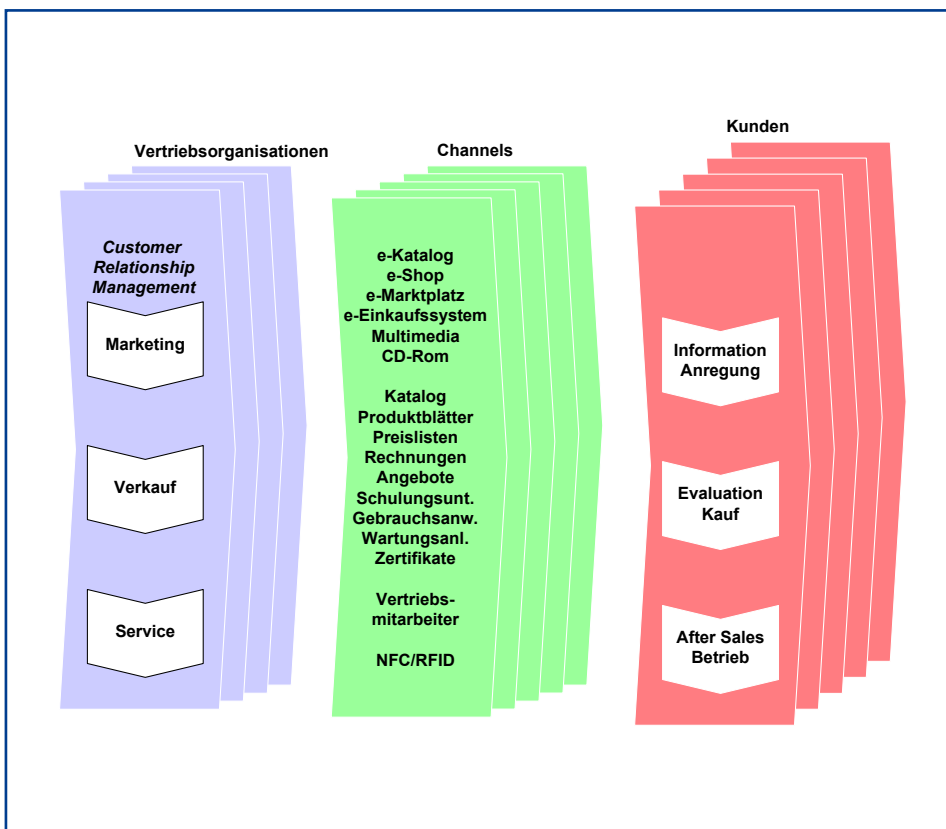 Vertriebsorganisationen
Channels
Kunden
Customer
Relationship
Management
Marketing
Verkauf
Service
e-Katalog
e-Shop
e-Marktplatz
e-Einkaufssystem
Multimedia
CD-Rom
Katalog
Produktblätter
Preislisten
Rechnungen
Angebote
Schulungsunt.
Gebrauchsanw.
Wartungsanl.
Zertifikate
Vertriebs-
mitarbeiter
NFC/RFID
Information
Anregung
Evaluation
Kauf
After Sales
Betrieb